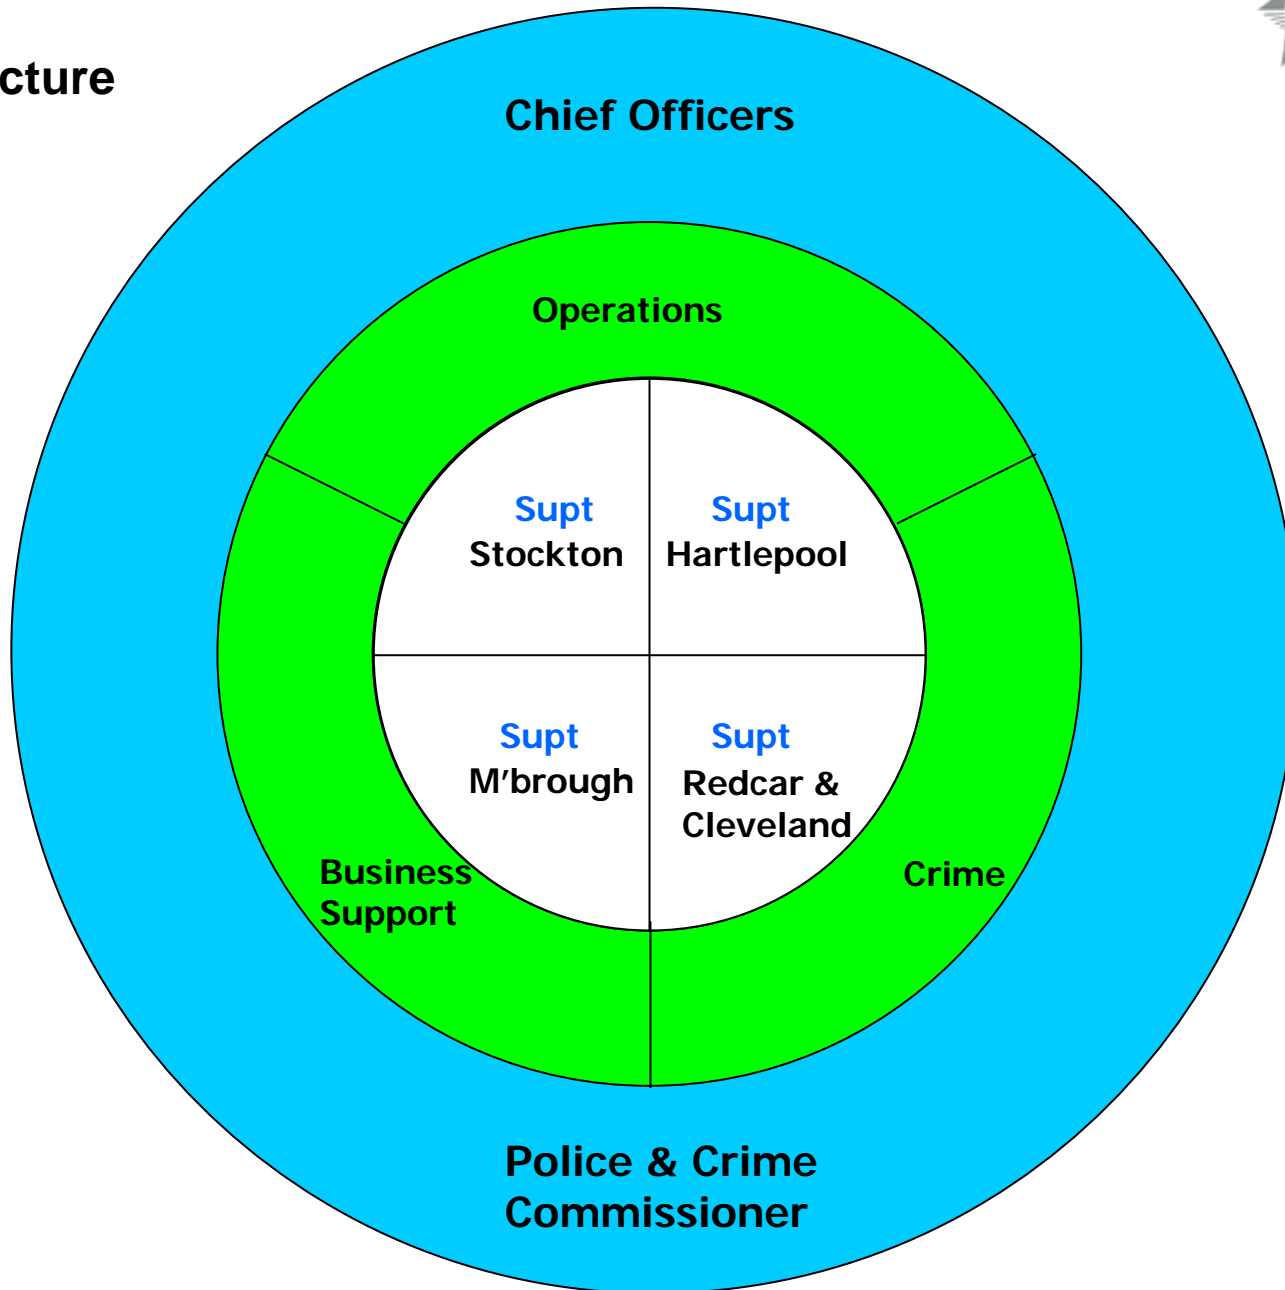 cture
Chief Officers
Operations
Supt
Stockton
Supt
Hartlepool
Supt
M'brough
Supt
Redcar &
Cleveland
Business
Support
Crime
Police & Crime
Commissioner